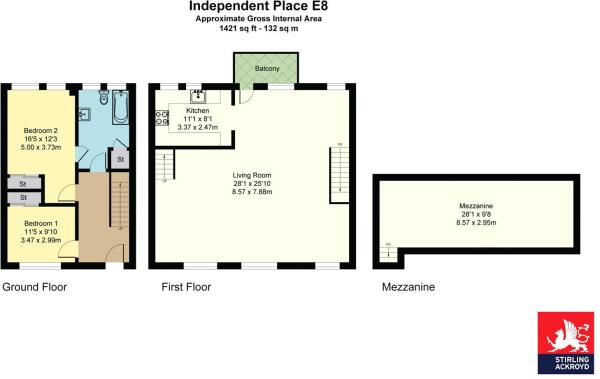 Independent Place E8
Approximate Gross Internal Area
1421 sq ft - 132 sq m
Balcony
Kitchen
11'1 x 8'1
3.37 x 2.47m
Bedroom 2
16'5 x 12'3
5.00 x 3.73m
St
St
St
Living Room
28'1 x 25'10
8.57 x 7.88m
Bedroom 1
11'5 x 9'10
3.47 x 2.99m
Mezzanine
28'1 x 9'8
8.57 x 2.95m
Ground Floor
First Floor
Mezzanine
STIRLING
ACKROYD